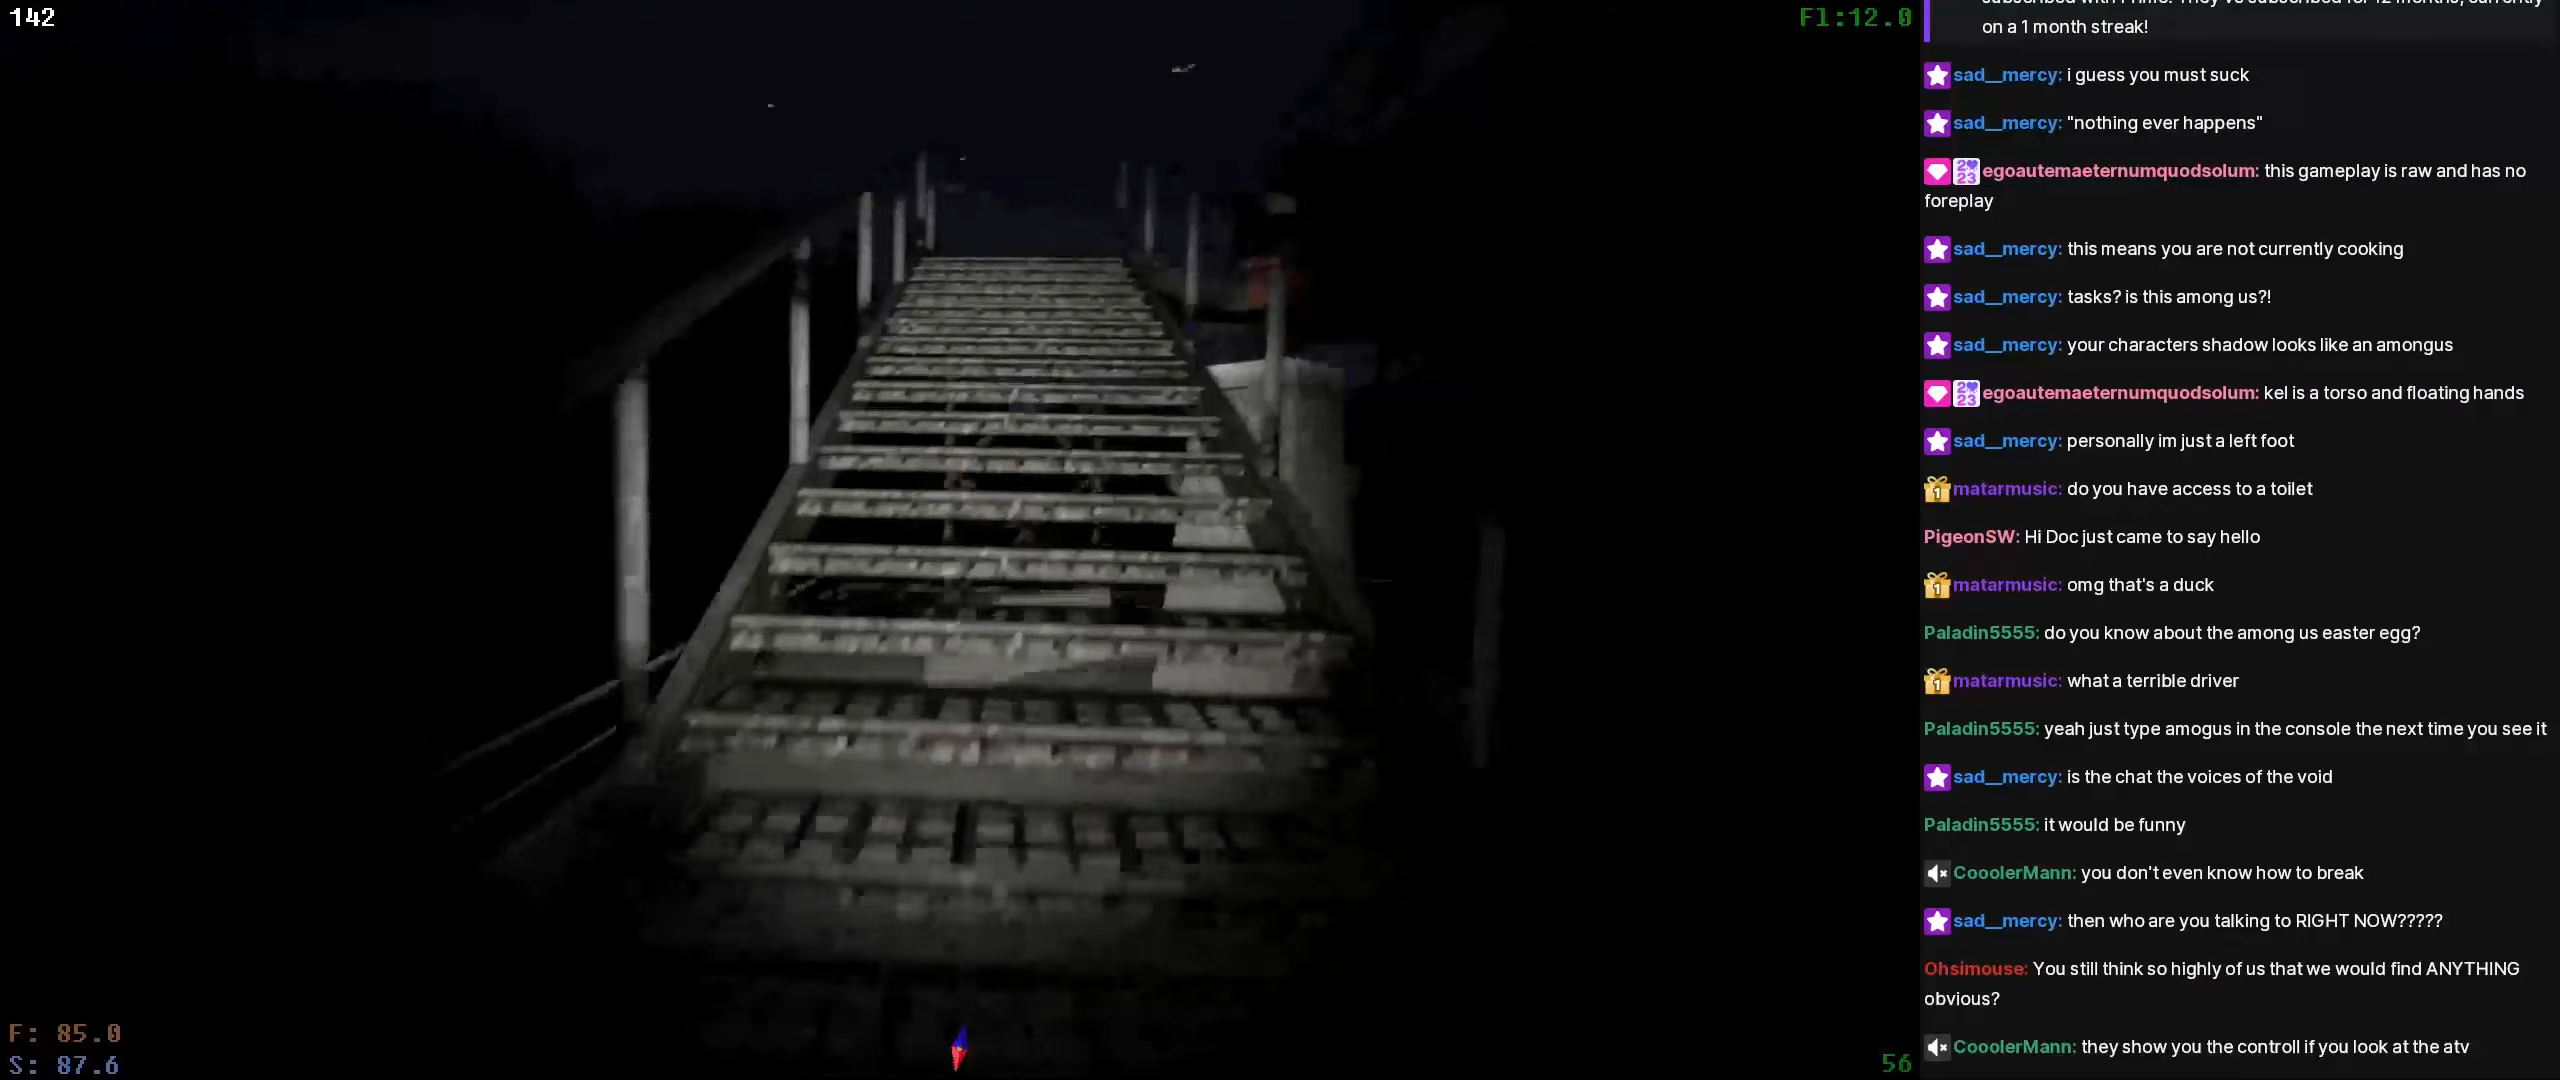 142
Fl:12.0
F: 85.0
S: 87.6
56
on a 1 month streak!
sad__mercy: i guess you must suck
sad__mercy: "nothing ever happens"
egoautemaeternumquodsolum: this gameplay is raw and has no
foreplay
sad__mercy: this means you are not currently cooking
sad__mercy: tasks? is this among us?!
sad__mercy: your characters shadow looks like an amongus
egoautemaeternumquodsolum: kel is a torso and floating hands
sad__mercy: personally im just a left foot
matarmusic: do you have access to a toilet
PigeonSW: Hi Doc just came to say hello
matarmusic: omg that's a duck
Paladin5555: do you know about the among us easter egg?
matarmusic: what a terrible driver
Paladin5555: yeah just type amogus in the console the next time you see it
sad__mercy: is the chat the voices of the void
Paladin5555: it would be funny
CooolerMann: you don't even know how to break
sad__mercy: then who are you talking to RIGHT NOW?????
Ohsimouse: You still think so highly of us that we would find ANYTHING
obvious?
CooolerMann: they show you the controll if you look at the atv